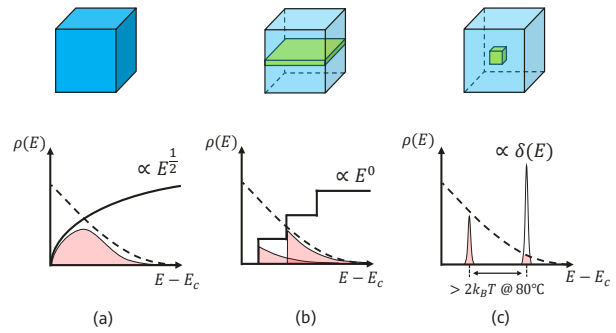 ρ(E)
∝ E^{1/2}
E − E_c
(a)
ρ(E)
∝ E^0
E − E_c
(b)
ρ(E)
∝ δ(E)
E − E_c
> 2k_BT @ 80℃
(c)